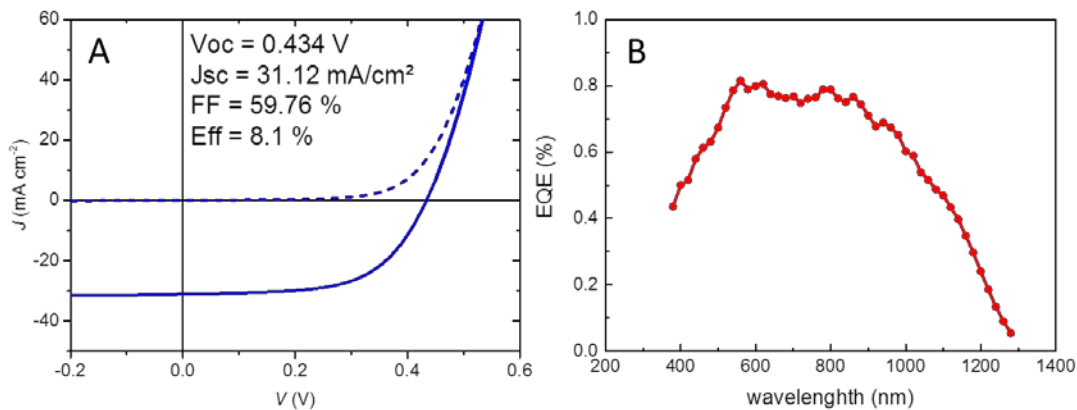 A
Voc = 0.434 V
Jsc = 31.12 mA/cm²
FF = 59.76 %
Eff = 8.1 %
60
40
20
0
-20
-40
J (mA cm⁻²)
-0.2 0.0 0.2 0.4 0.6
V (V)
B
1.0
0.8
0.6
0.4
0.2
0.0
EQE (%)
200 400 600 800 1000 1200 1400
wavelenghth (nm)